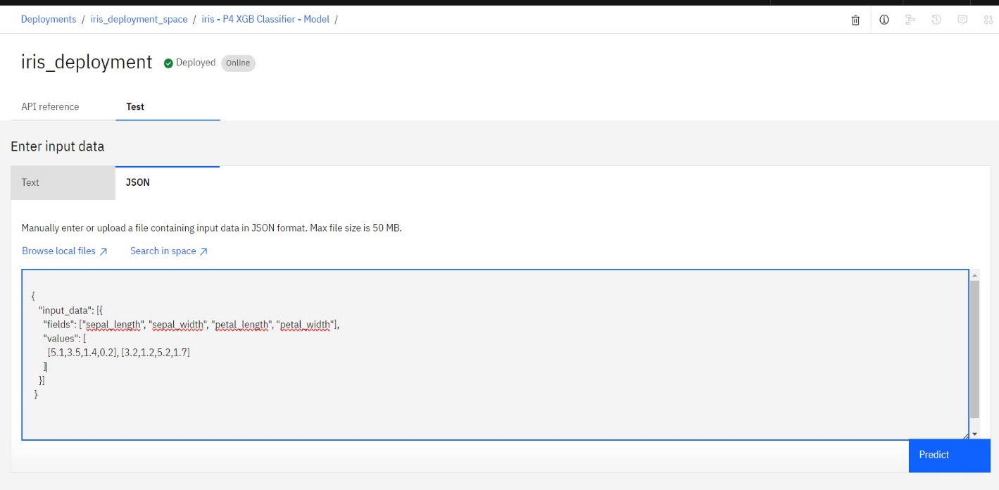 Deployments / iris_deployment_space / iris - P4 XGB Classifier - Model /
iris_deployment Deployed Online
API reference Test
Enter input data
Text JSON
Manually enter or upload a file containing input data in JSON format. Max file size is 50 MB.
Browse local files Search in space
{
"input_data": [{
"fields": ["sepal_length", "sepal_width", "petal_length", "petal_width"],
"values": [
[5.1,3.5,1.4,0.2], [3.2,1.2,5.2,1.7]
]
}]
}
Predict